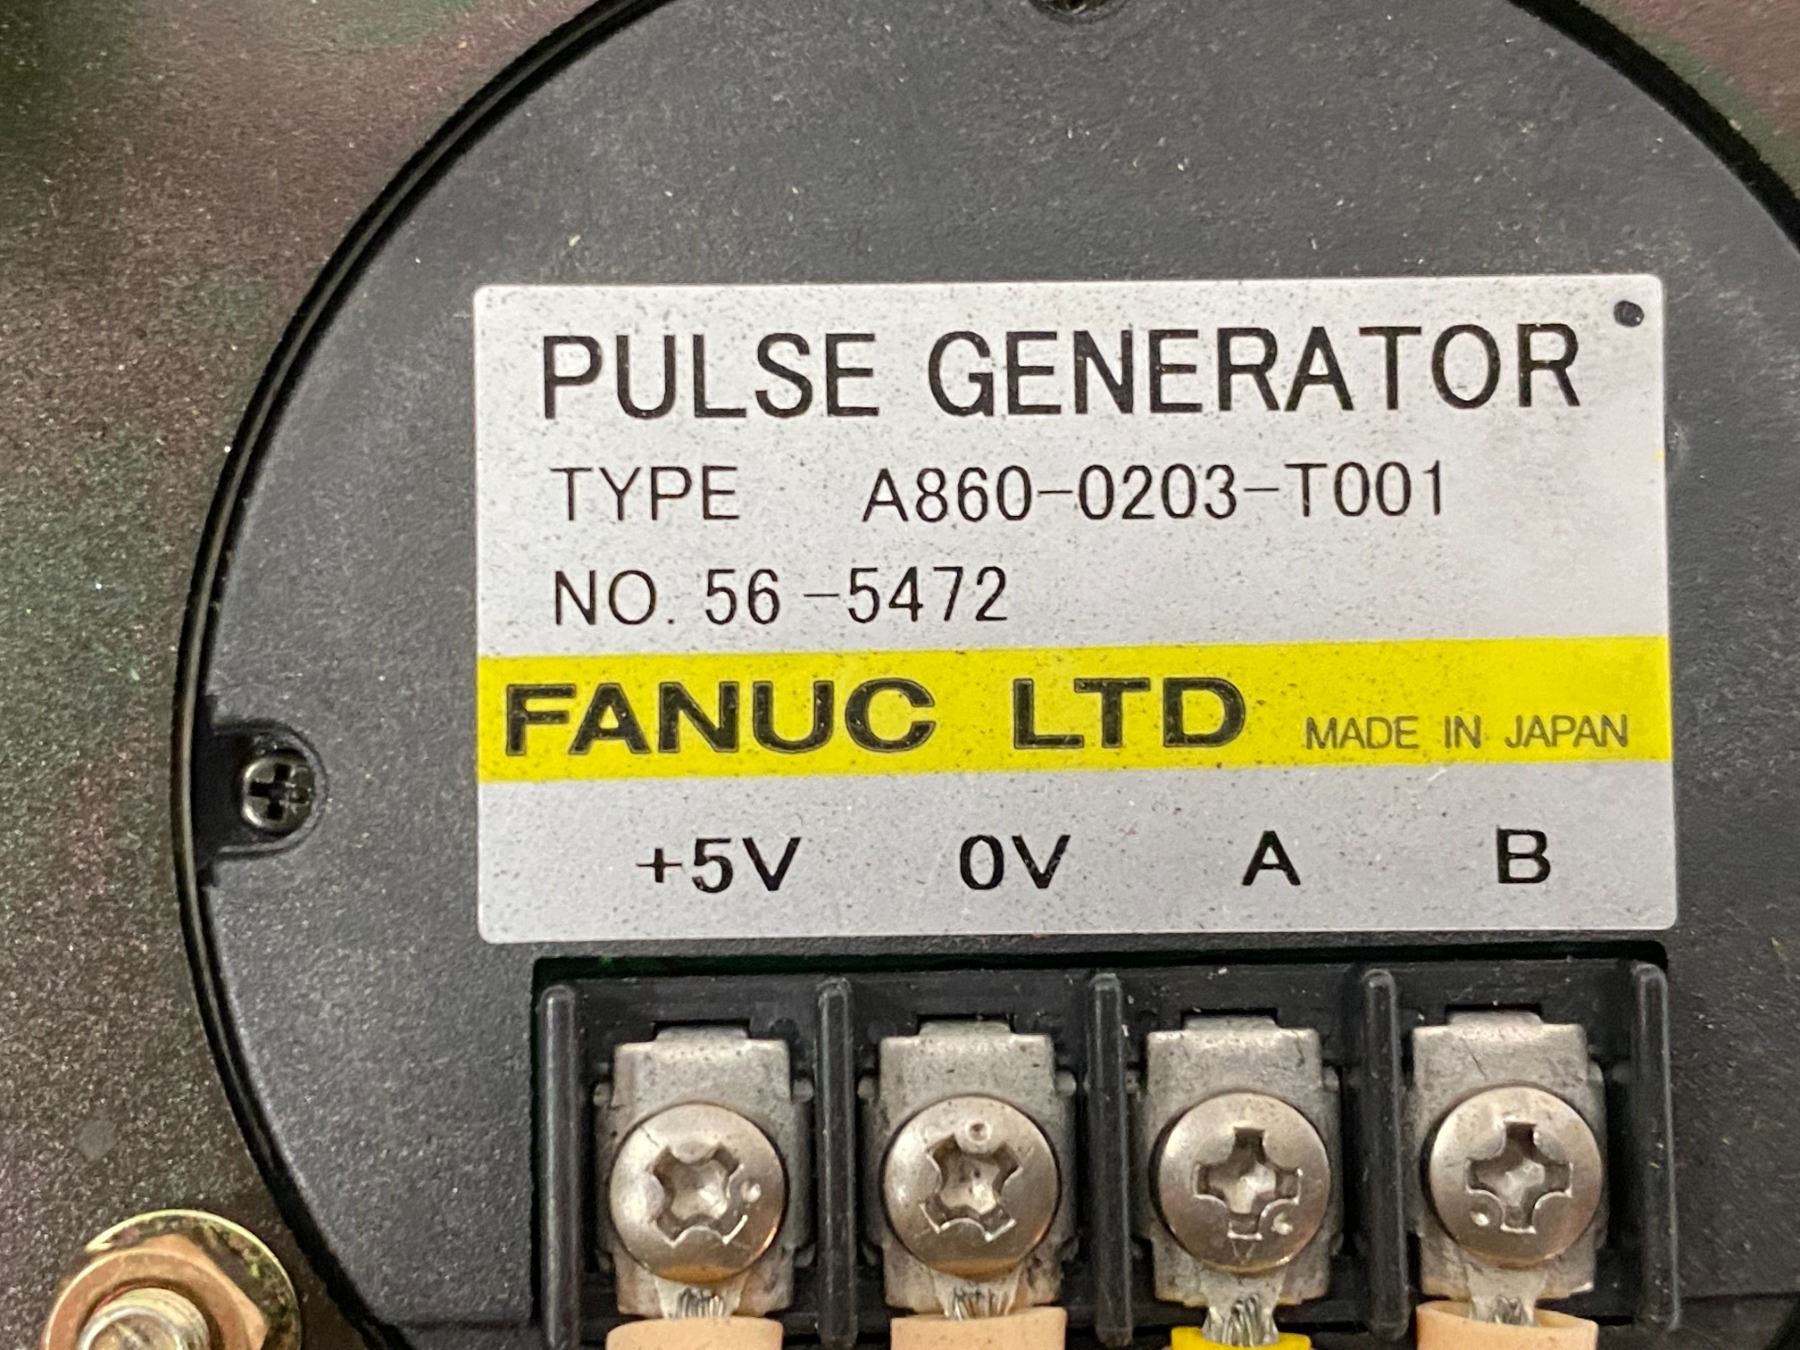 PULSE GENERATOR
TYPE A860-0203-T001
NO. 56-5472
FANUC LTD MADE IN JAPAN
+5V 0V A B